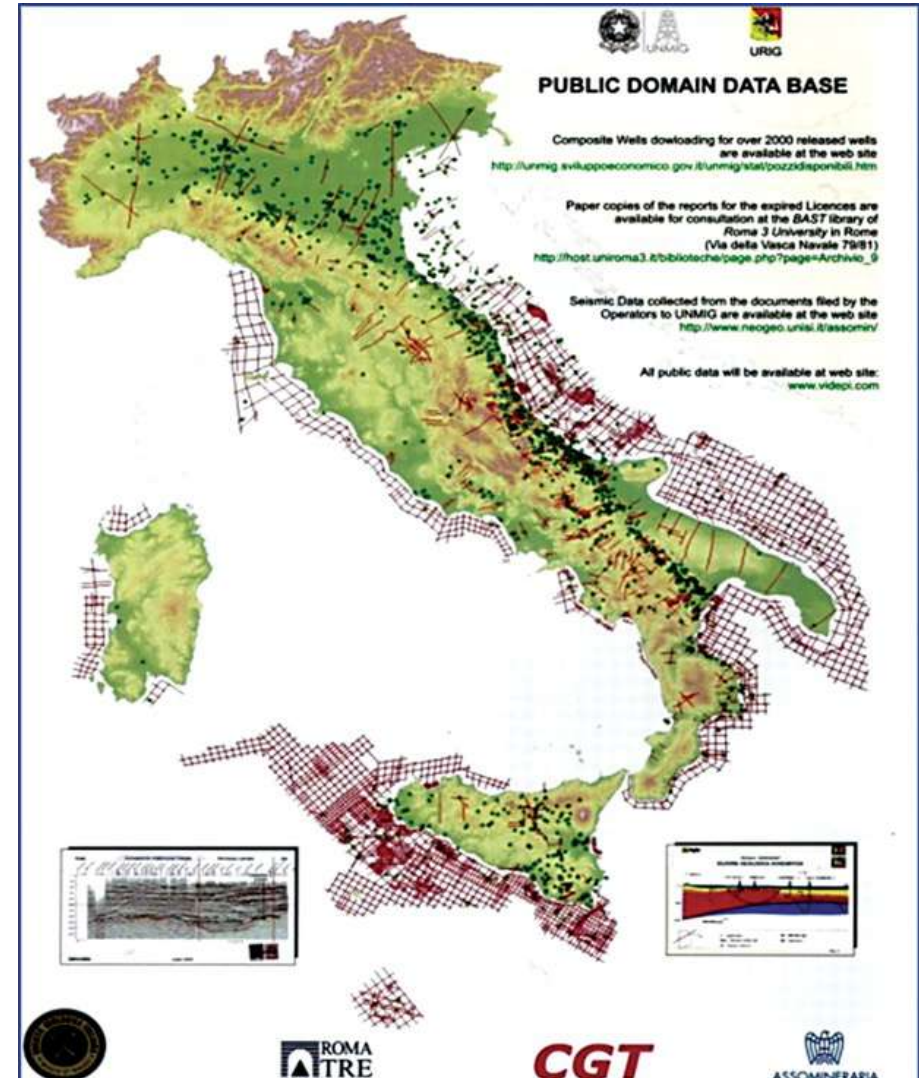 UNMIG
URIG
PUBLIC DOMAIN DATA BASE
Composite Wells dowloading for over 2000 released wells
are available at the web site
http://unmig.sviluppoeconomico.gov.it/unmig/stat/pozzidisponibili.htm
Paper copies of the reports for the expired Licences are
available for consultation at the BAST library of
Roma 3 University in Rome
(Via della Vasca Navale 79/81)
http://host.uniroma3.it/biblioteche/page.php?page=Archivio_9
Seismic Data collected from the documents filed by the
Operators to UNMIG are available at the web site
http://www.neogeo.unisi.it/assomin/
All public data will be available at web site:
www.videpi.com
ROMA
TRE
CGT
ASSOMINERARIA